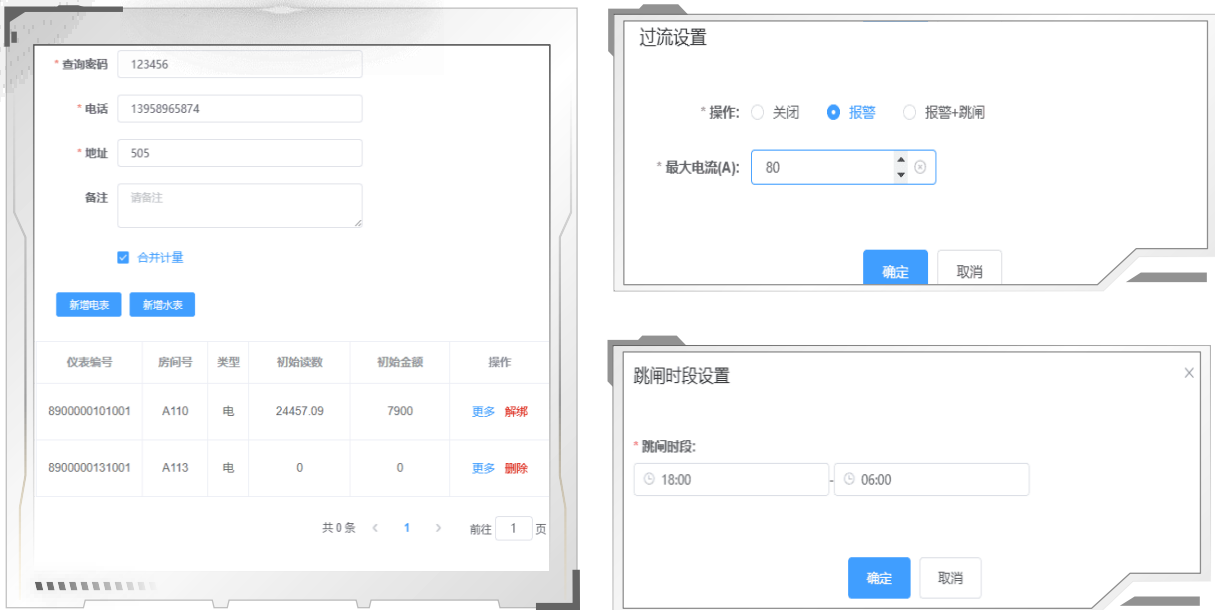 * 查询密码 123456
* 电话 13958965874
* 地址 505
备注 请备注
合并计量
新增电表 新增水表
仪表编号 房间号 类型 初始读数 初始金额 操作
8900000101001 A110 电 24457.09 7900 更多 解绑
8900000131001 A113 电 0 0 更多 删除
共 0 条 < 1 > 前往 1 页
过流设置
* 操作: 关闭 报警 报警+跳闸
* 最大电流(A): 80
确定 取消
跳闸时段设置
* 跳闸时段:
18:00 - 06:00
确定 取消